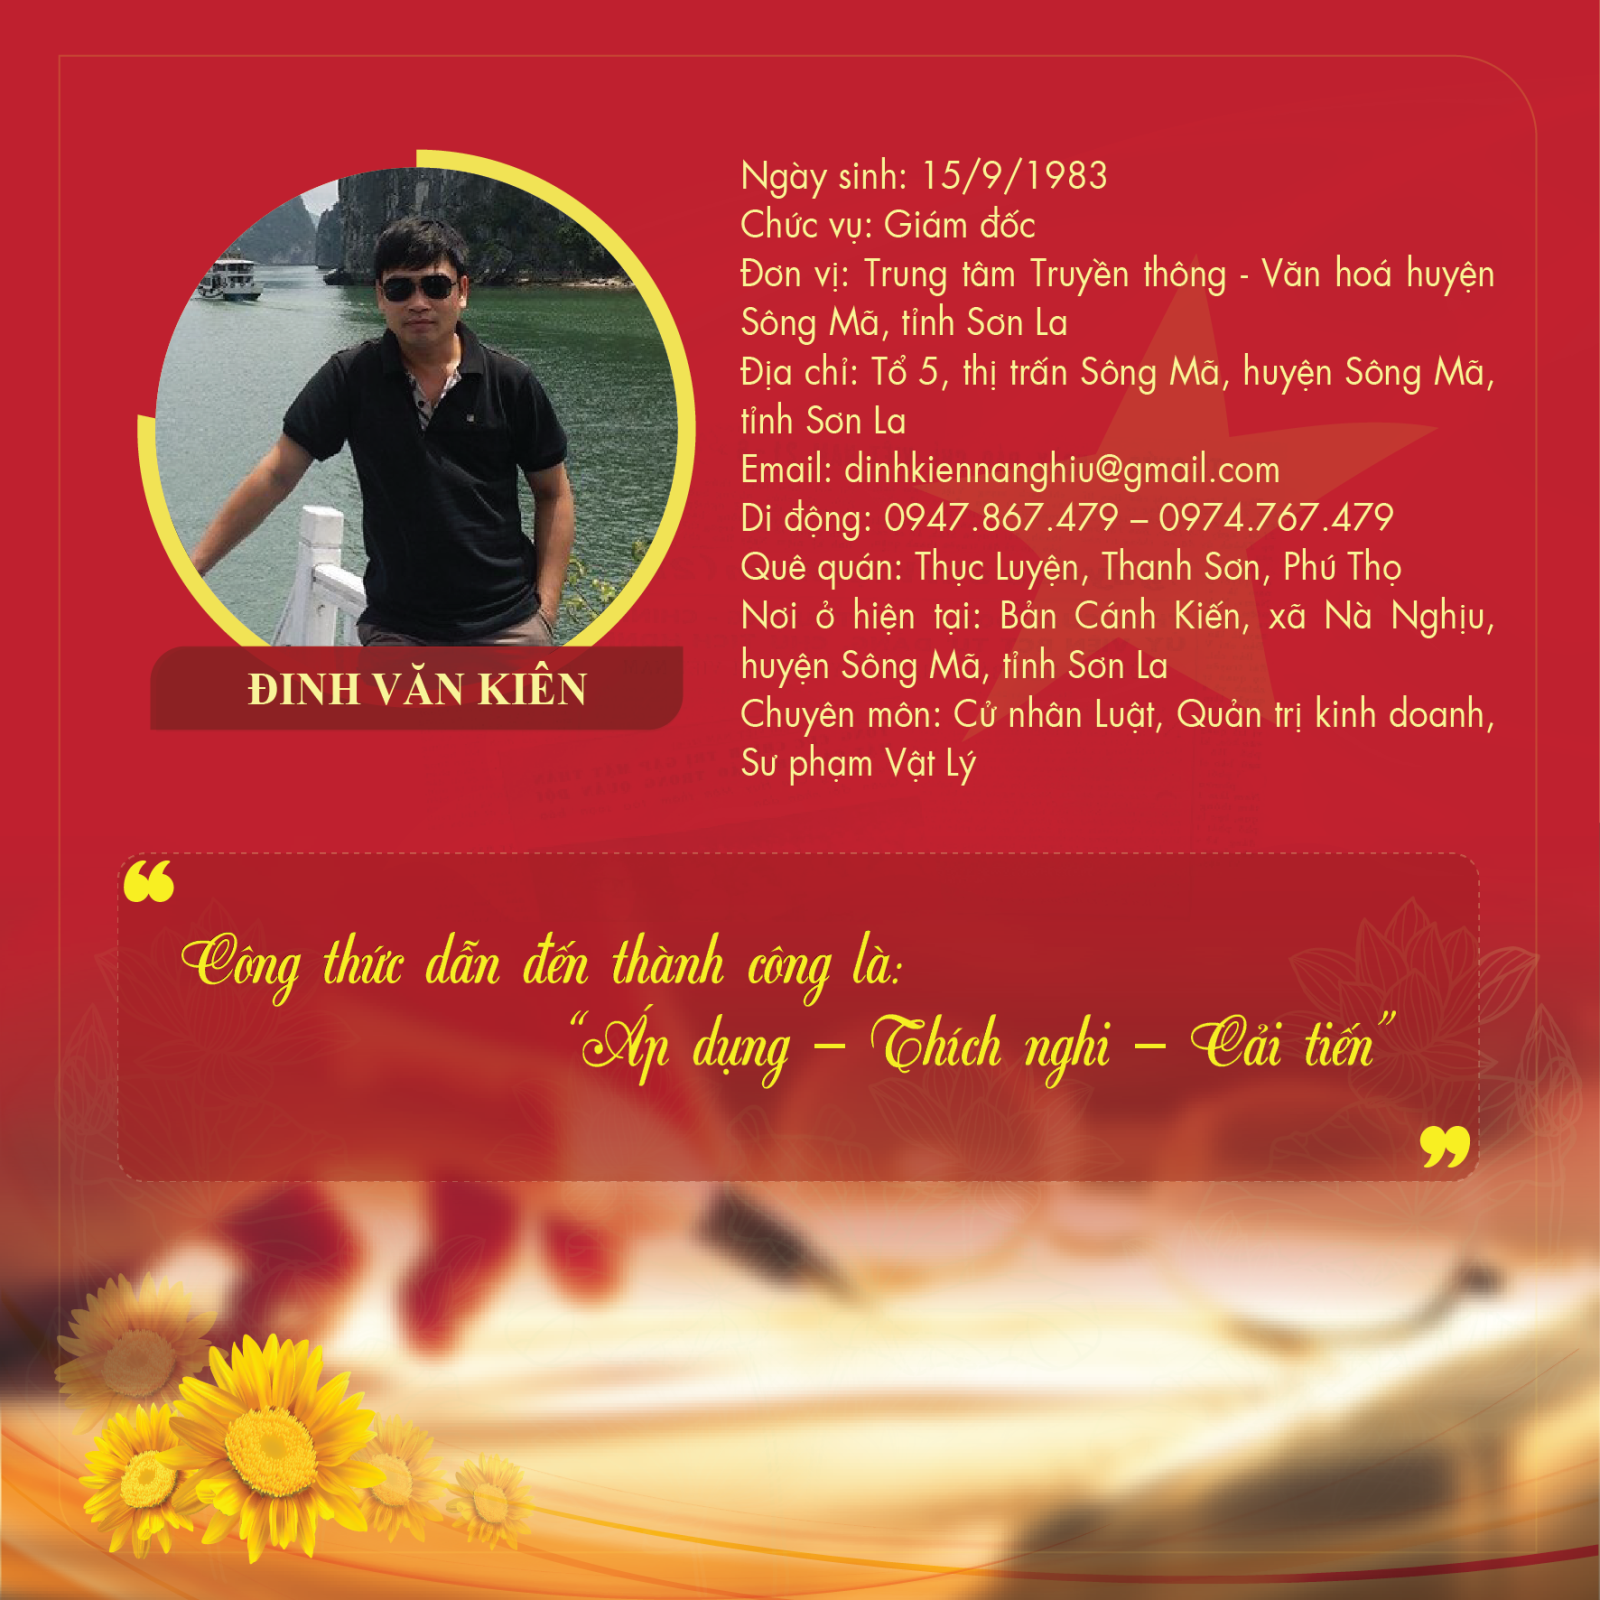 Ngày sinh: 15/9/1983
Chức vụ: Giám đốc
Đơn vị: Trung tâm Truyền thông - Văn hoá huyện
Sông Mã, tỉnh Sơn La
Địa chỉ: Tổ 5, thị trấn Sông Mã, huyện Sông Mã,
tỉnh Sơn La
Email: dinhkiennanghiu@gmail.com
Di động: 0947.867.479 – 0974.767.479
Quê quán: Thục Luyện, Thanh Sơn, Phú Thọ
Nơi ở hiện tại: Bản Cánh Kiến, xã Nà Nghịu,
huyện Sông Mã, tỉnh Sơn La
Chuyên môn: Cử nhân Luật, Quản trị kinh doanh,
Sư phạm Vật Lý
ĐINH VĂN KIÊN
“
Công thức dẫn đến thành công là:
“Áp dụng – Thích nghi – Cải tiến”
”